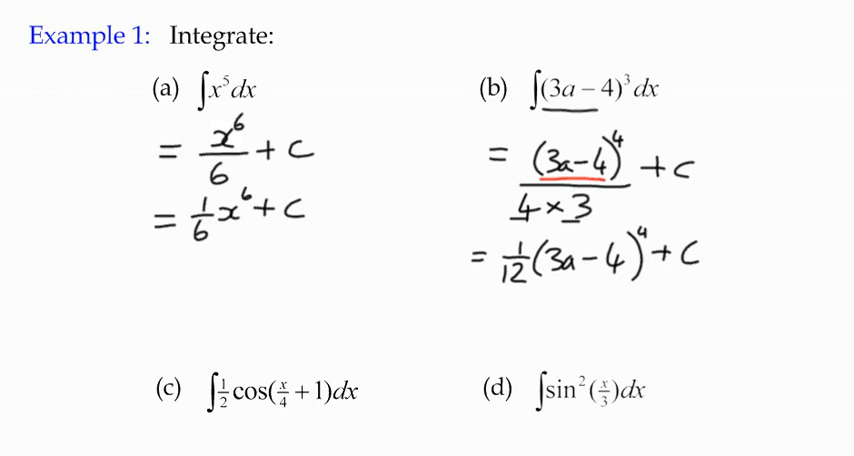 Example 1: Integrate:
(a) ∫x⁵dx (b) ∫(3a – 4)³dx
= x⁶/6 + c = (3a-4)⁴/(4×3) + c
= 1/6 x⁶ + c = 1/12 (3a-4)⁴ + c
(c) ∫½cos(x/4 + 1)dx (d) ∫sin²(x/3)dx